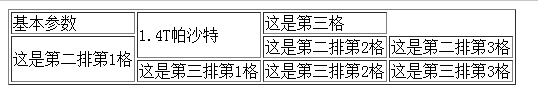 基本参数
1.4T帕沙特
这是第三格
这是第二排第1格
这是第二排第2格
这是第二排第3格
这是第三排第1格
这是第三排第2格
这是第三排第3格